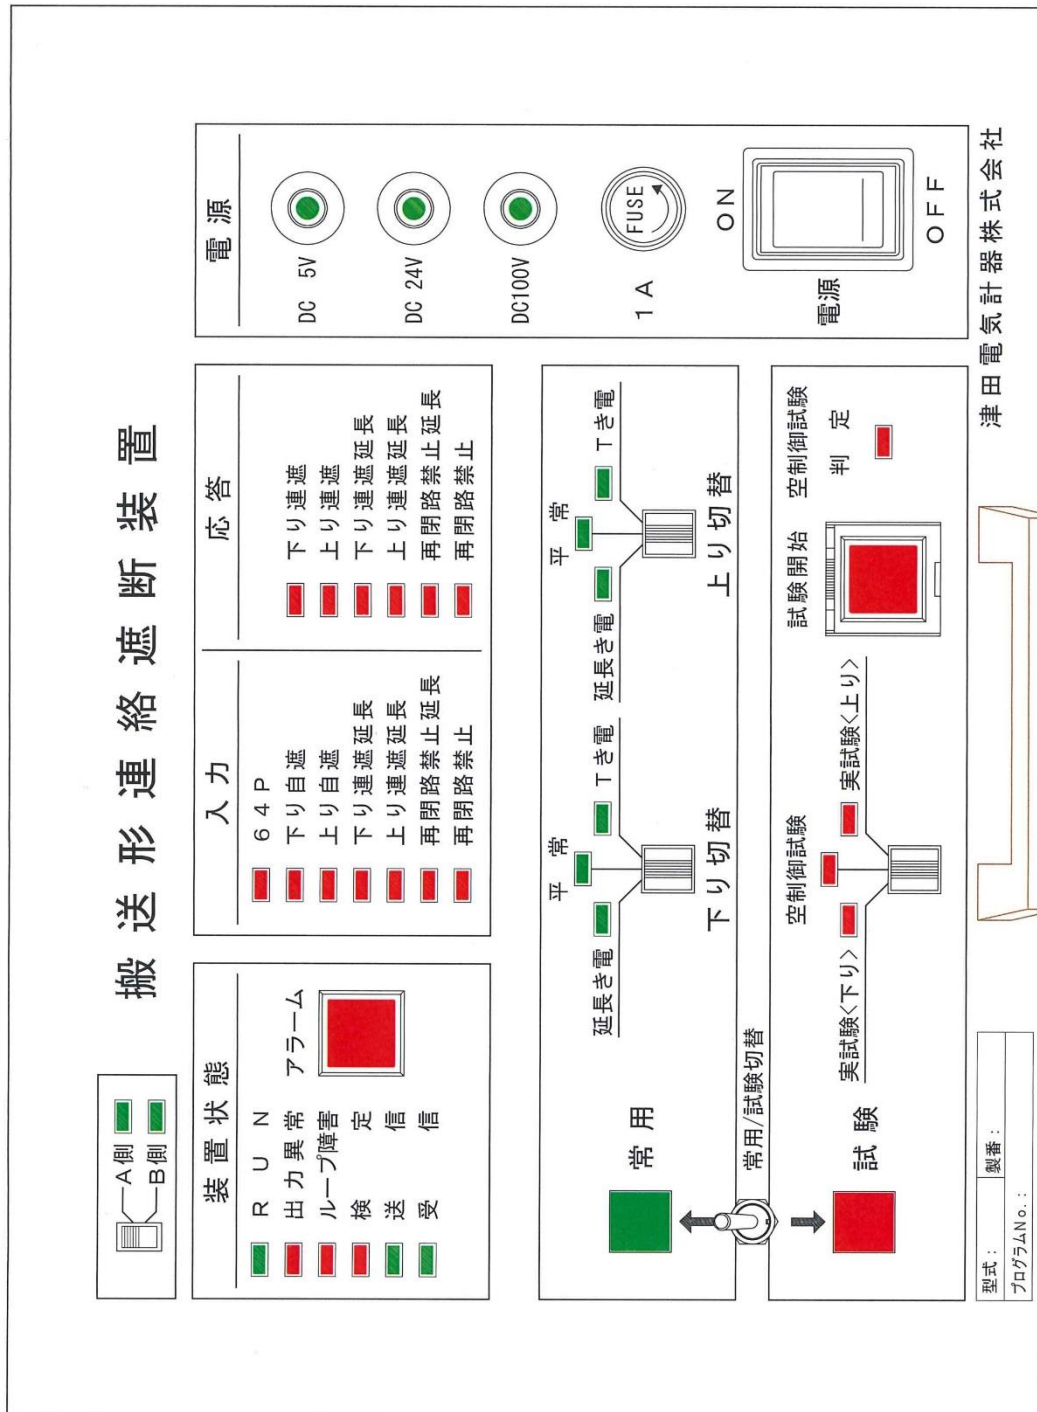 搬送形連絡遮断装置
A側
B側
装置状態
RUN
出力異常
ループ障害
検定
送信
受信
アラーム
入力
64P
下り自遮
上り自遮
下り連遮延長
上り連遮延長
再閉路禁止延長
再閉路禁止
応答
下り連遮
上り連遮
下り連遮延長
上り連遮延長
再閉路禁止延長
再閉路禁止
電源
DC 5V
DC 24V
DC100V
1A
FUSE
ON
電源
OFF
常用
延長き電
平常
Tき電
下り切替
延長き電
平常
Tき電
上り切替
常用/試験切替
試験
実試験<下り>
空制御試験
実試験<上り>
試験開始
空制御試験
判定
型式：
製番：
プログラムNo.：
津田電気計器株式会社